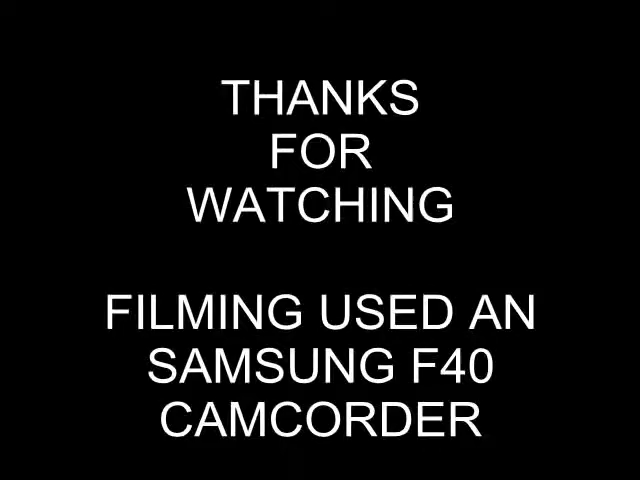 THANKS
FOR
WATCHING
FILMING USED AN
SAMSUNG F40
CAMCORDER